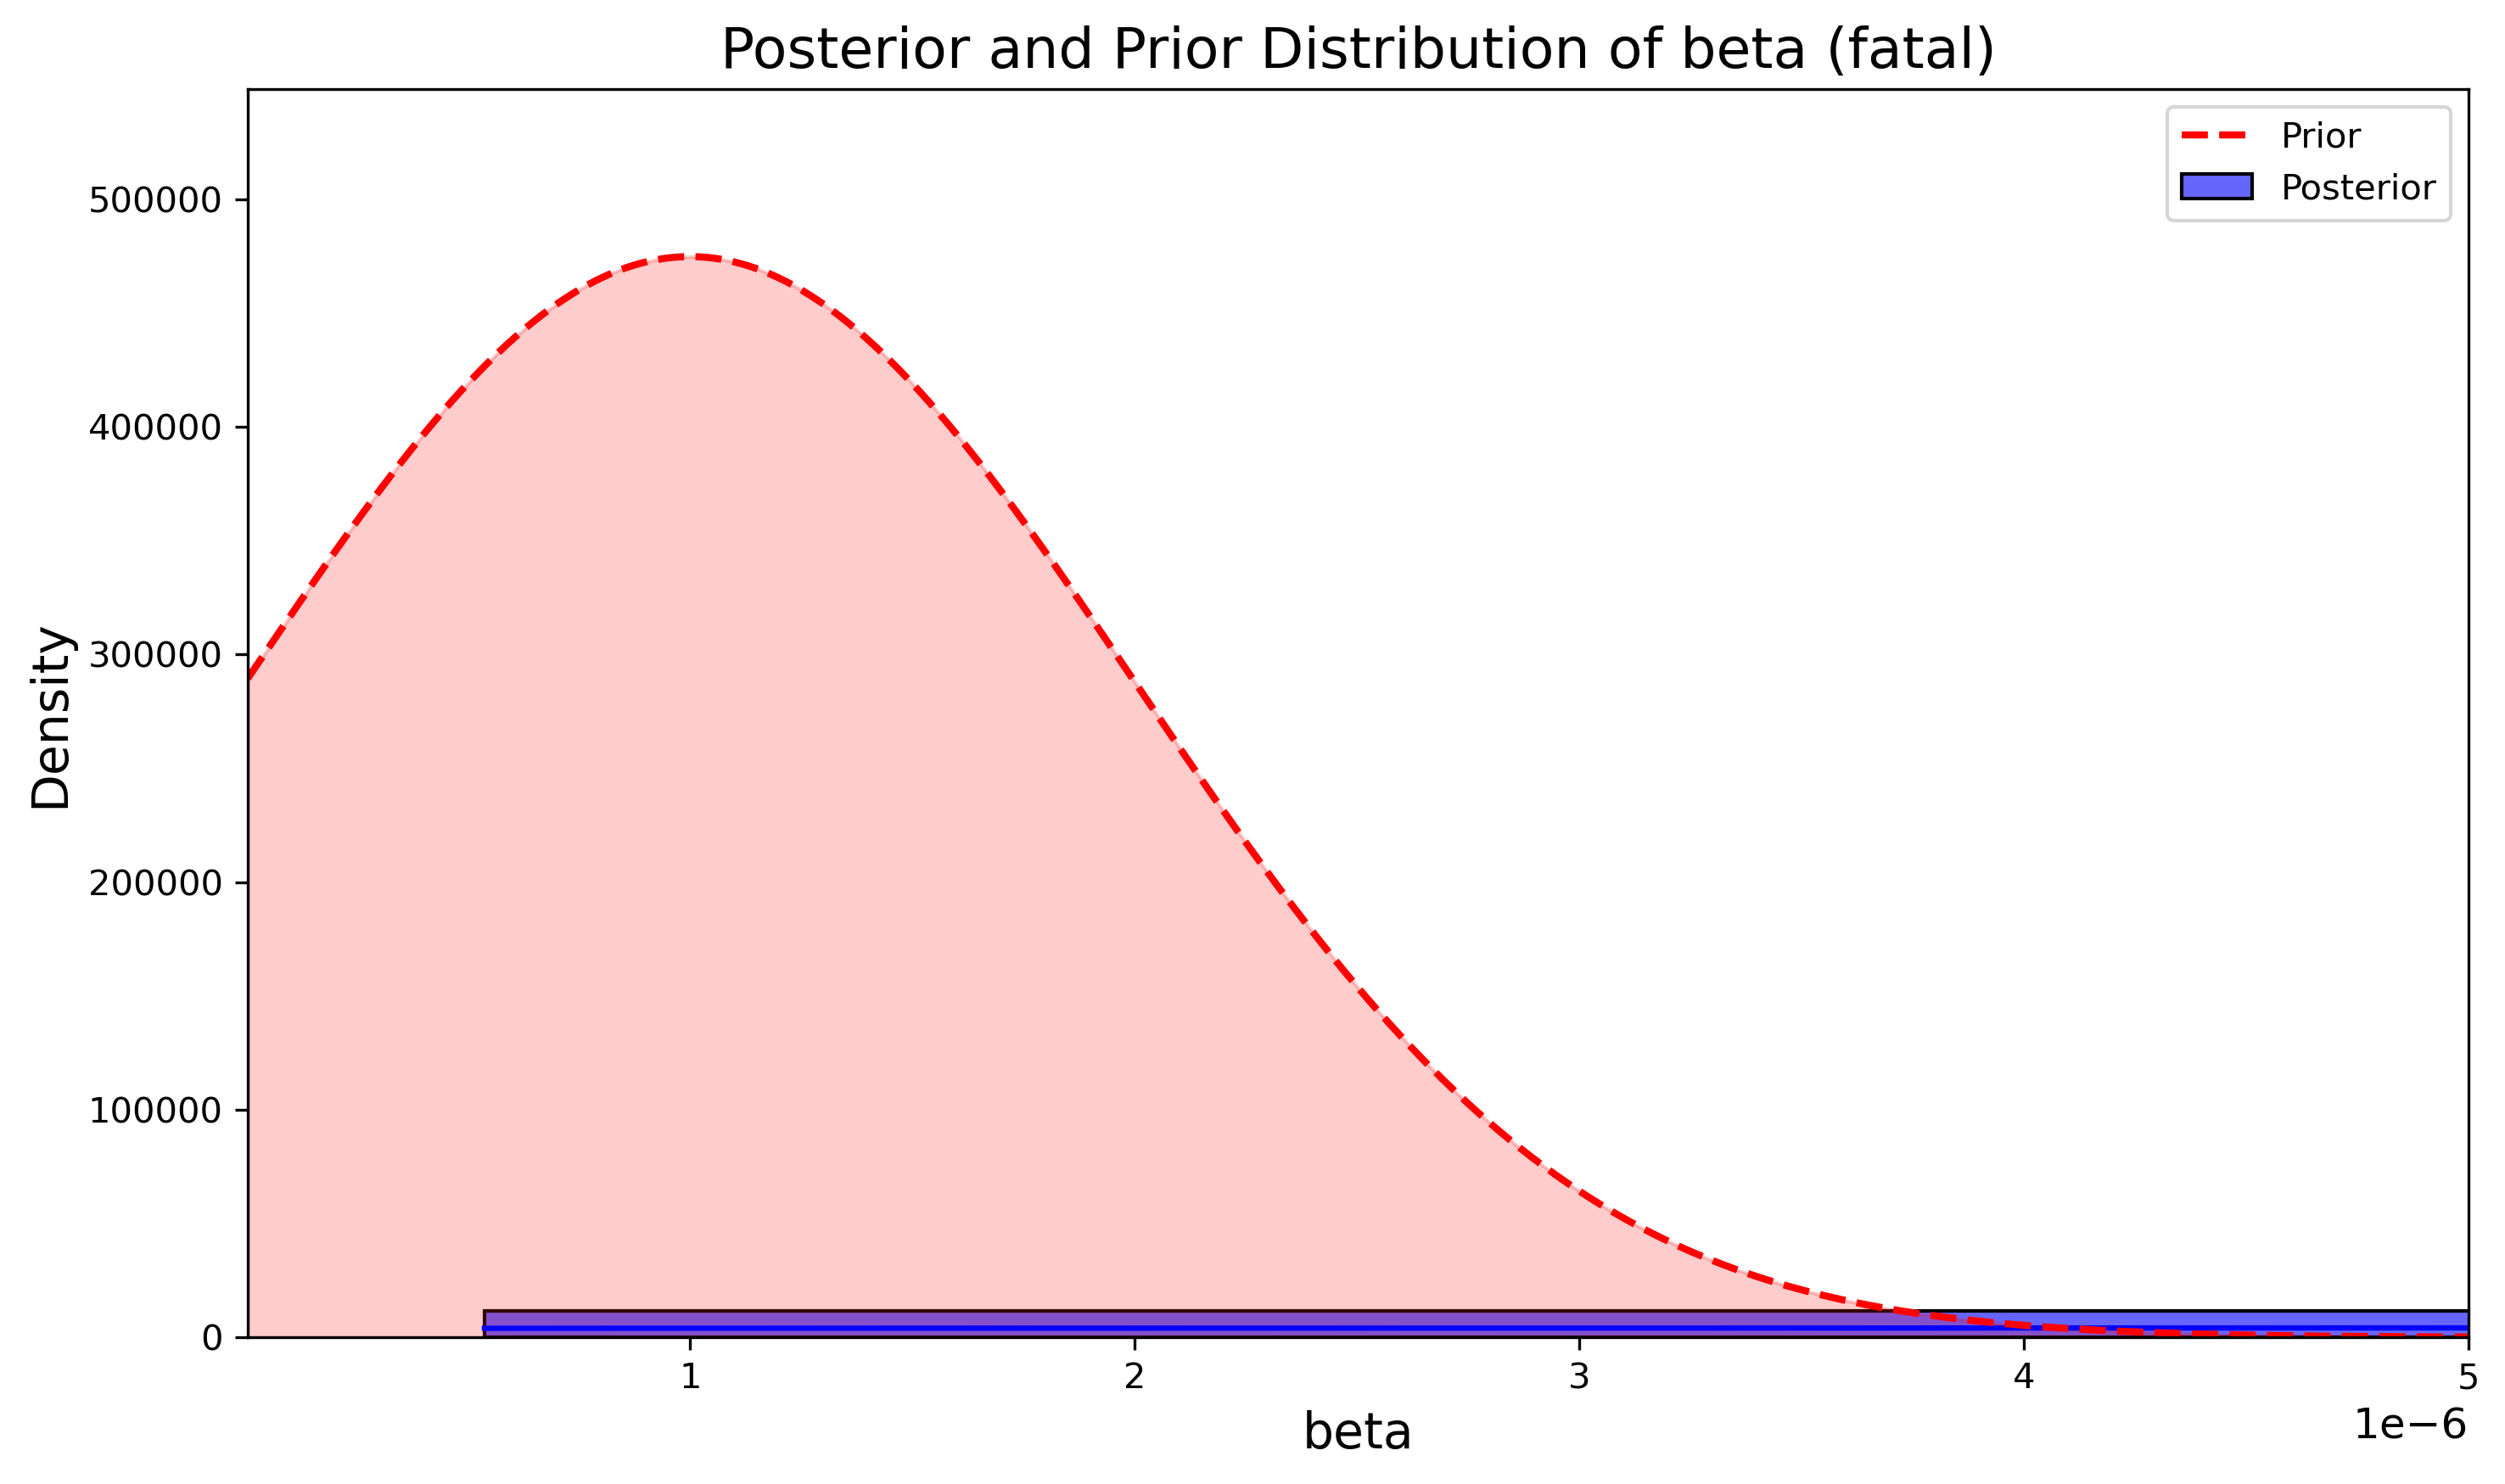 Posterior and Prior Distribution of beta (fatal)
Prior
Posterior
Density
500000
400000
300000
200000
100000
0
1 2 3 4 5
1e−6
beta